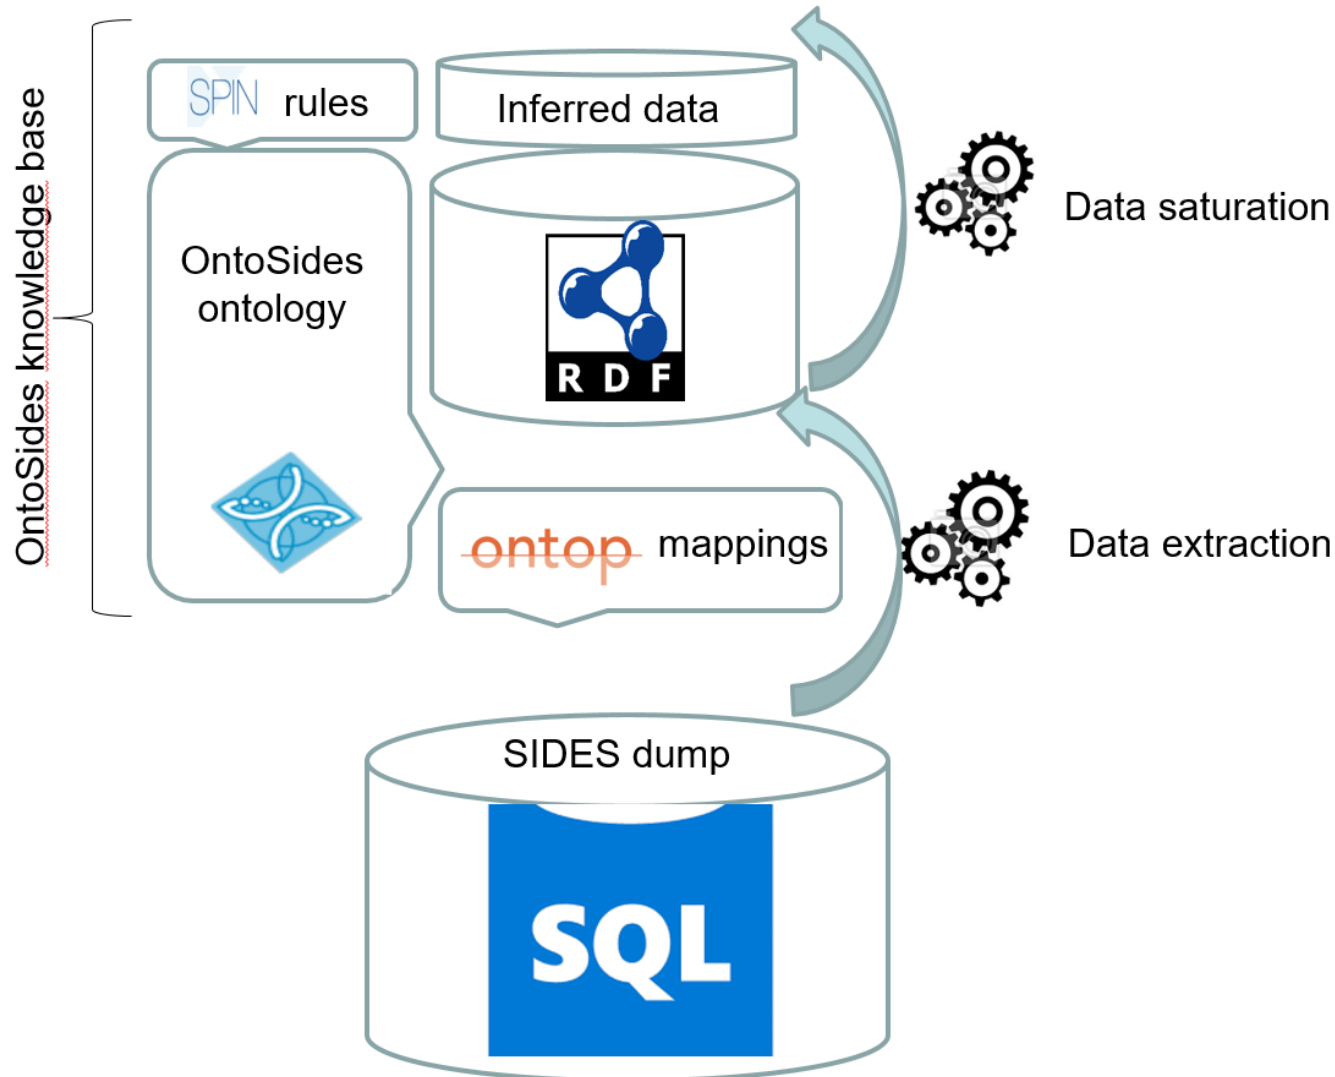 OntoSides knowledge base
SPIN rules
Inferred data
Data saturation
OntoSides
ontology
RDF
ontop mappings
Data extraction
SIDES dump
SQL